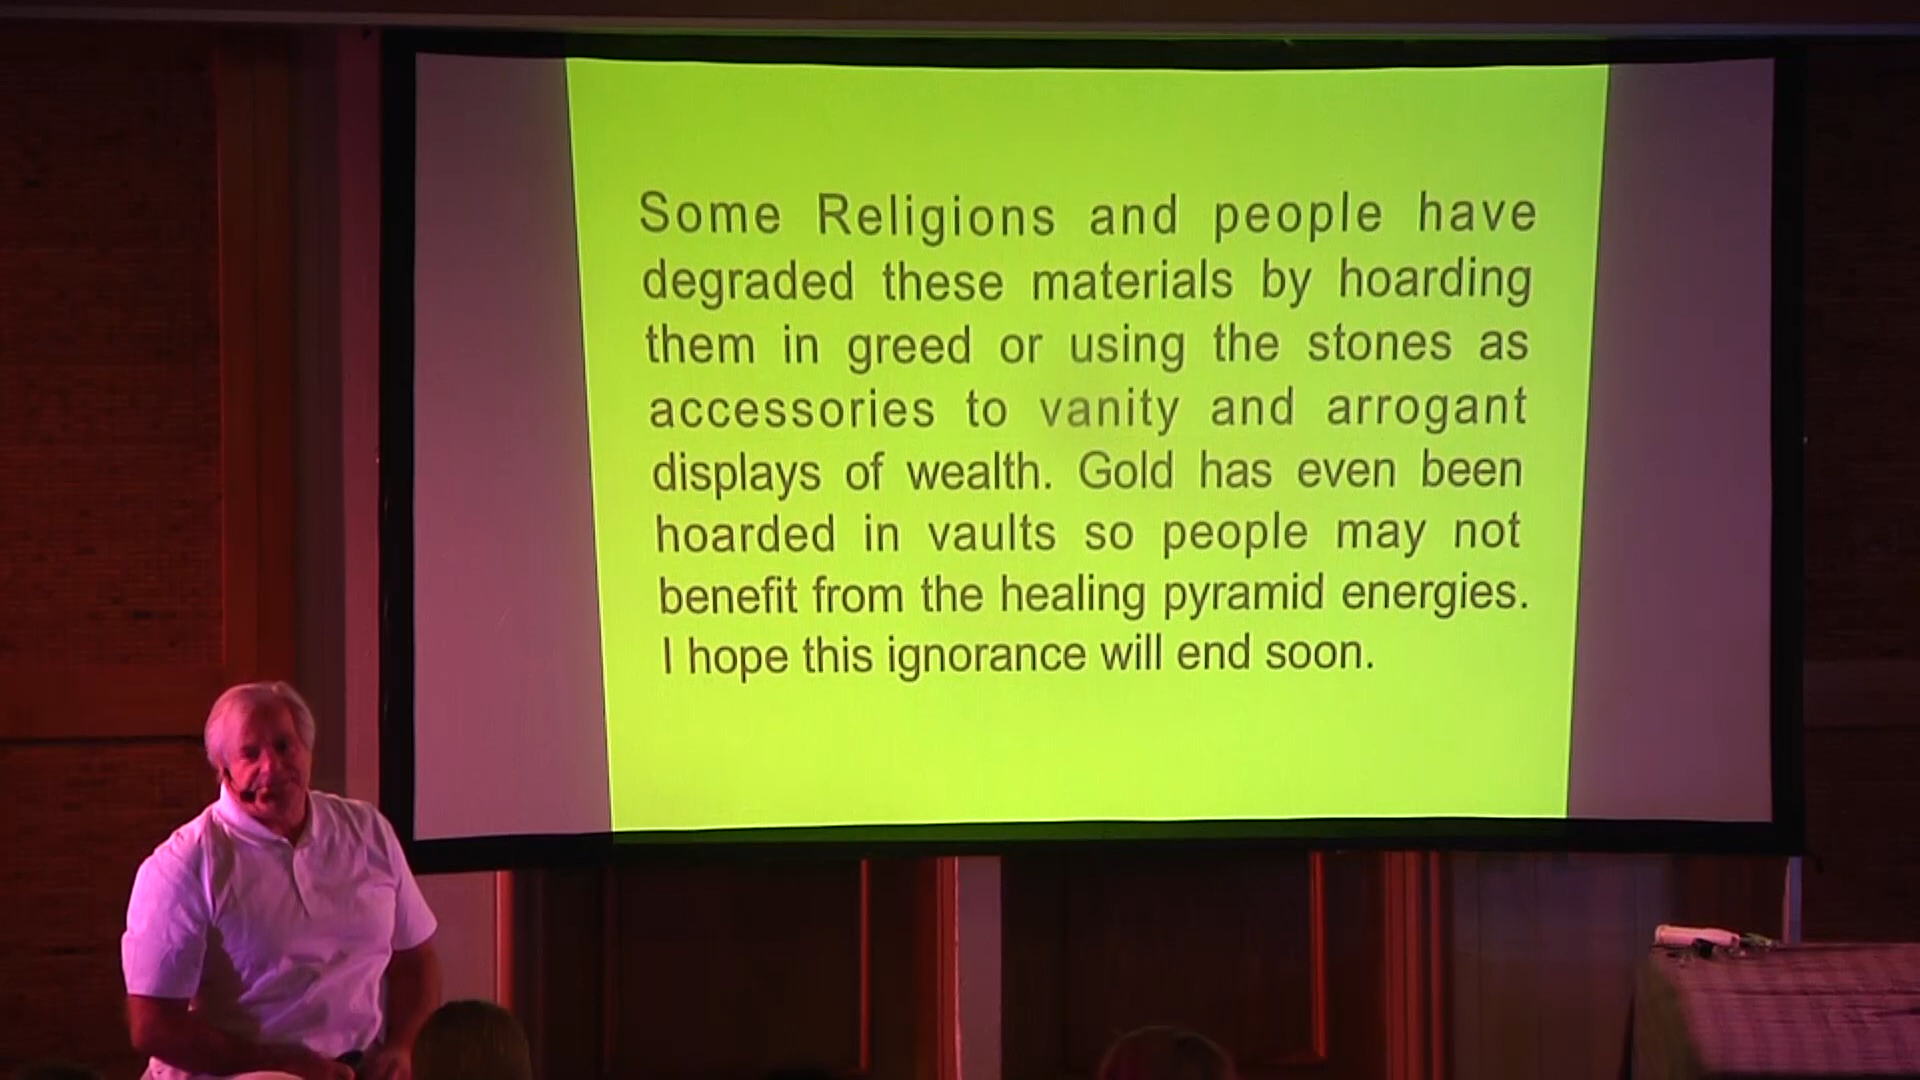 Some Religions and people have
degraded these materials by hoarding
them in greed or using the stones as
accessories to vanity and arrogant
displays of wealth. Gold has even been
hoarded in vaults so people may not
benefit from the healing pyramid energies.
I hope this ignorance will end soon.